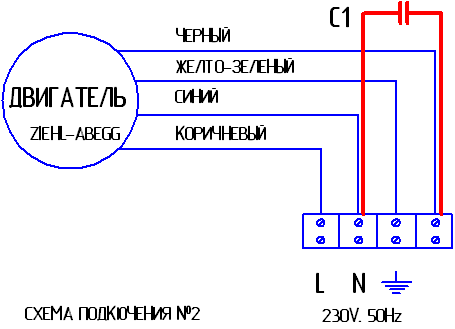 C1
ЧЕРНЫЙ
ЖЕЛТО-ЗЕЛЕНЫЙ
СИНИЙ
КОРИЧНЕВЫЙ
ДВИГАТЕЛЬ
ZIEHL-ABEGG
L N
СХЕМА ПОДКЮЧЕНИЯ №2
230V, 50Hz